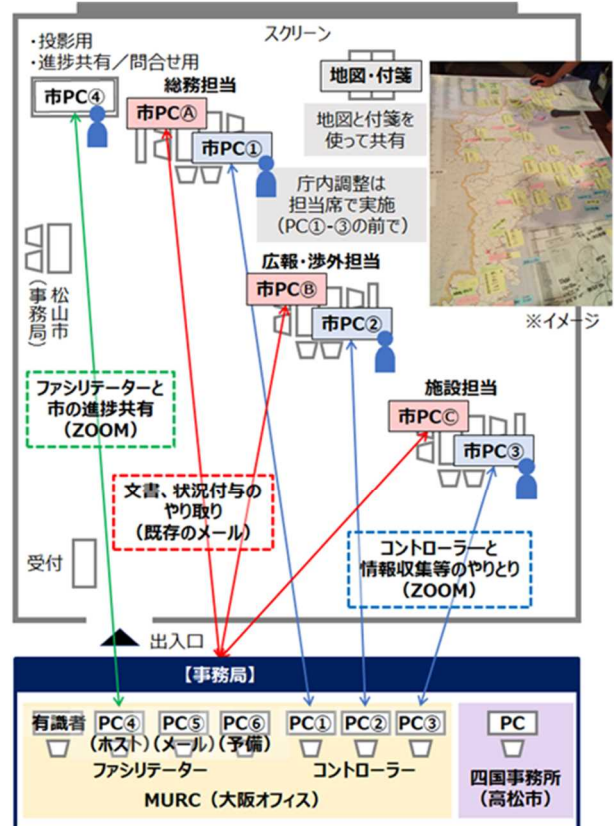 スクリーン
・投影用
・進捗共有／問合せ用
市PC④
総務担当
市PCⒶ
市PC①
地図・付箋
地図と付箋を
使って共有
庁内調整は
担当席で実施
(PC①-③の前で)
※イメージ
松山市
(事務局)
広報・渉外担当
市PCⒷ
市PC②
施設担当
市PCⒸ
市PC③
ファシリテーターと
市の進捗共有
(ZOOM)
文書、状況付与の
やり取り
(既存のメール)
コントローラーと
情報収集等のやりとり
(ZOOM)
受付
出入口
【事務局】
有識者 PC④ PC⑤ PC⑥ PC① PC② PC③ PC
(ホスト) (メール) (予備)
ファシリテーター コントローラー
MURC（大阪オフィス）
四国事務所
(高松市)